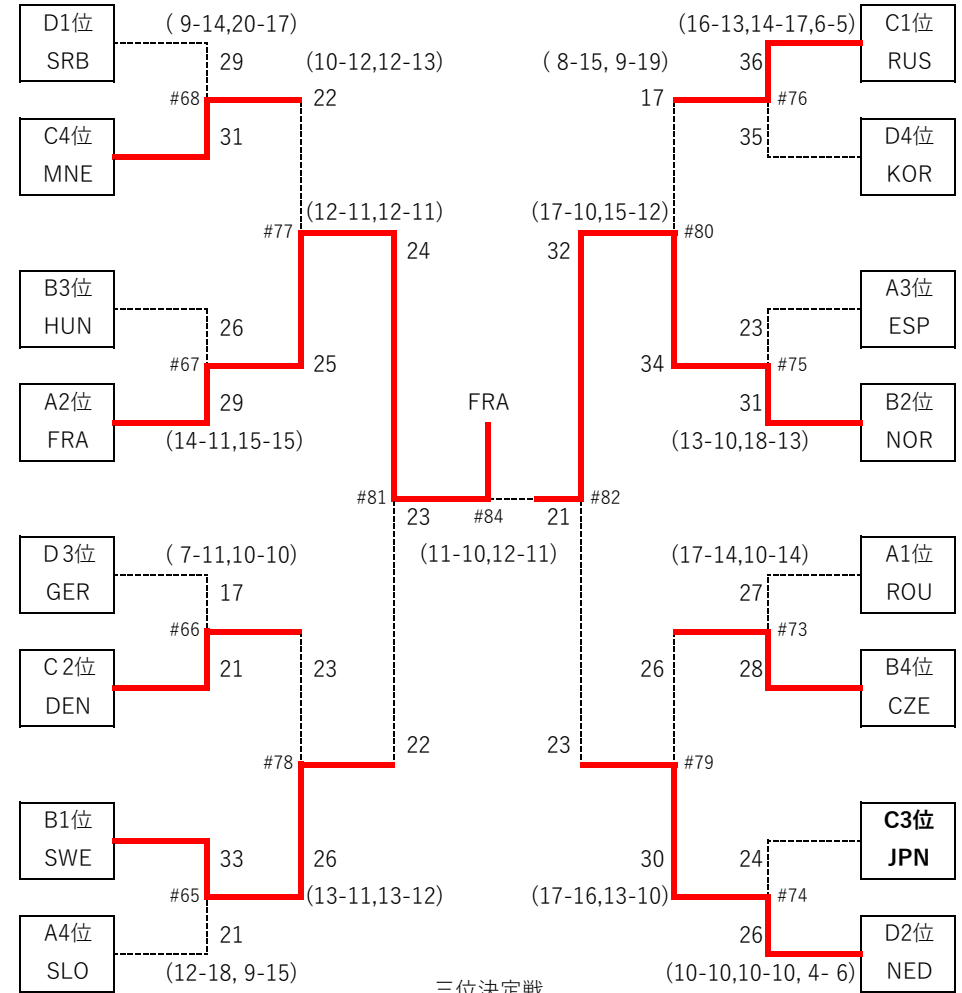 D1位
SRB
( 9-14,20-17)
29
#68
C4位
MNE
31
(10-12,12-13)
22
#77
B3位
HUN
26
#67
A2位
FRA
29
(14-11,15-15)
25
(12-11,12-11)
24
#81
D3位
GER
( 7-11,10-10)
17
#66
C2位
DEN
21
23
#78
B1位
SWE
33
#65
A4位
SLO
21
(12-18, 9-15)
26
(13-11,13-12)
22
FRA
23
#84
21
(11-10,12-11)
(16-13,14-17,6-5)
C1位
RUS
36
#76
D4位
KOR
35
( 8-15, 9-19)
17
(17-10,15-12)
#80
32
A3位
ESP
23
#75
B2位
NOR
31
(13-10,18-13)
34
#82
(17-14,10-14)
A1位
ROU
27
#73
B4位
CZE
28
26
23
#79
C3位
JPN
24
#74
D2位
NED
26
(10-10,10-10, 4- 6)
30
(17-16,13-10)
三位決定戦